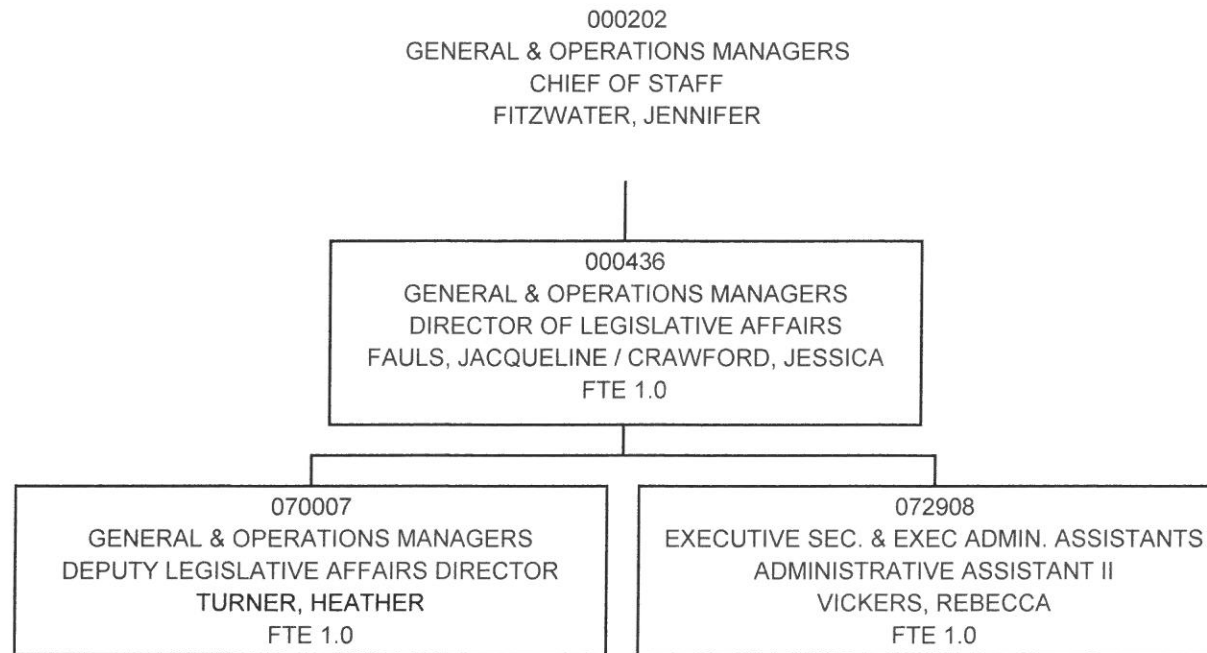 000202
GENERAL & OPERATIONS MANAGERS
CHIEF OF STAFF
FITZWATER, JENNIFER
000436
GENERAL & OPERATIONS MANAGERS
DIRECTOR OF LEGISLATIVE AFFAIRS
FAULS, JACQUELINE / CRAWFORD, JESSICA
FTE 1.0
070007
GENERAL & OPERATIONS MANAGERS
DEPUTY LEGISLATIVE AFFAIRS DIRECTOR
TURNER, HEATHER
FTE 1.0
072908
EXECUTIVE SEC. & EXEC ADMIN. ASSISTANTS
ADMINISTRATIVE ASSISTANT II
VICKERS, REBECCA
FTE 1.0